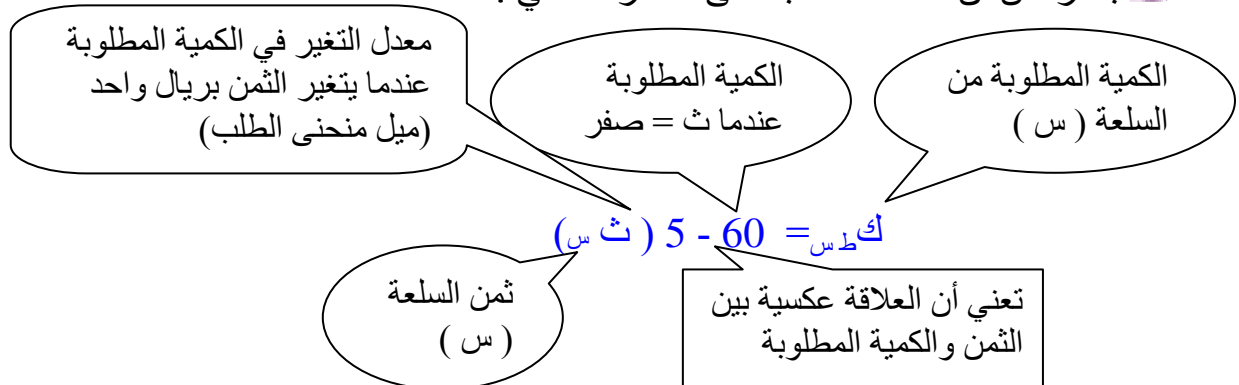 الكمية المطلوبة من
السلعة ( س )
الكمية المطلوبة
عندما ث = صفر
معدل التغير في الكمية المطلوبة
عندما يتغير الثمن بريال واحد
(ميل منحنى الطلب)
ك ط س = 60 - 5 ( ث س)
تعني أن العلاقة عكسية بين
الثمن والكمية المطلوبة
ثمن السلعة
( س )